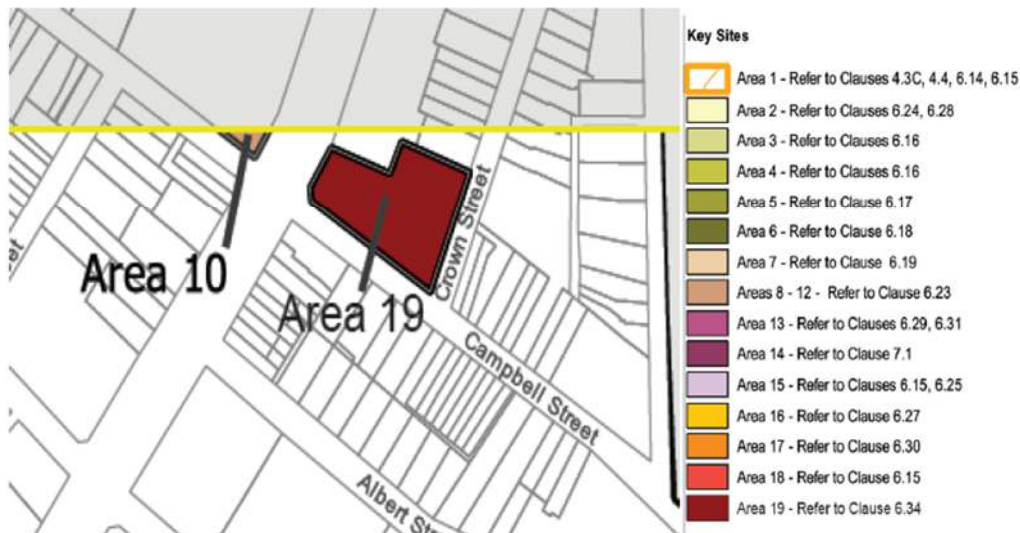 Area 10
Area 19
Crown Street
Campbell Street
Albert Str
eet
Key Sites
Area 1 - Refer to Clauses 4.3C, 4.4, 6.14, 6.15
Area 2 - Refer to Clauses 6.24, 6.28
Area 3 - Refer to Clauses 6.16
Area 4 - Refer to Clauses 6.16
Area 5 - Refer to Clause 6.17
Area 6 - Refer to Clause 6.18
Area 7 - Refer to Clause 6.19
Areas 8 - 12 - Refer to Clause 6.23
Area 13 - Refer to Clauses 6.29, 6.31
Area 14 - Refer to Clause 7.1
Area 15 - Refer to Clauses 6.15, 6.25
Area 16 - Refer to Clause 6.27
Area 17 - Refer to Clause 6.30
Area 18 - Refer to Clause 6.15
Area 19 - Refer to Clause 6.34